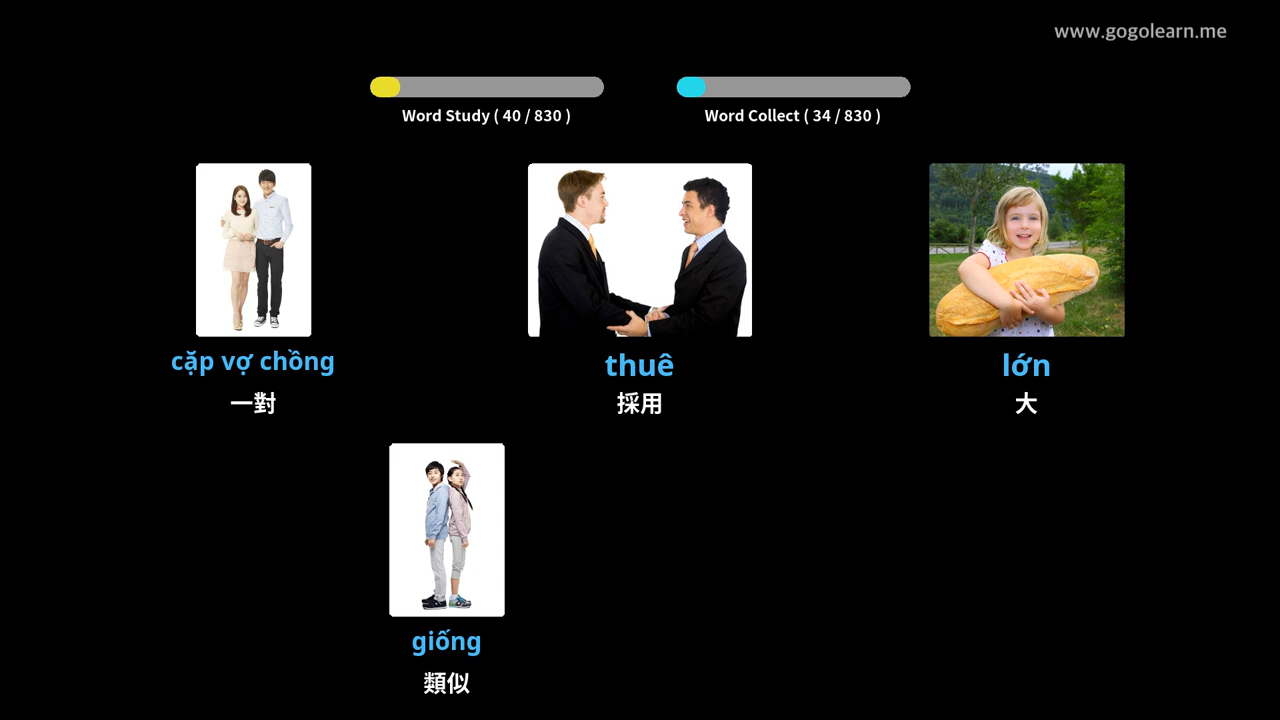 www.gogolearn.me
Word Study ( 40 / 830 )
Word Collect ( 34 / 830 )
cặp vợ chồng
一對
thuê
採用
lớn
大
giống
類似